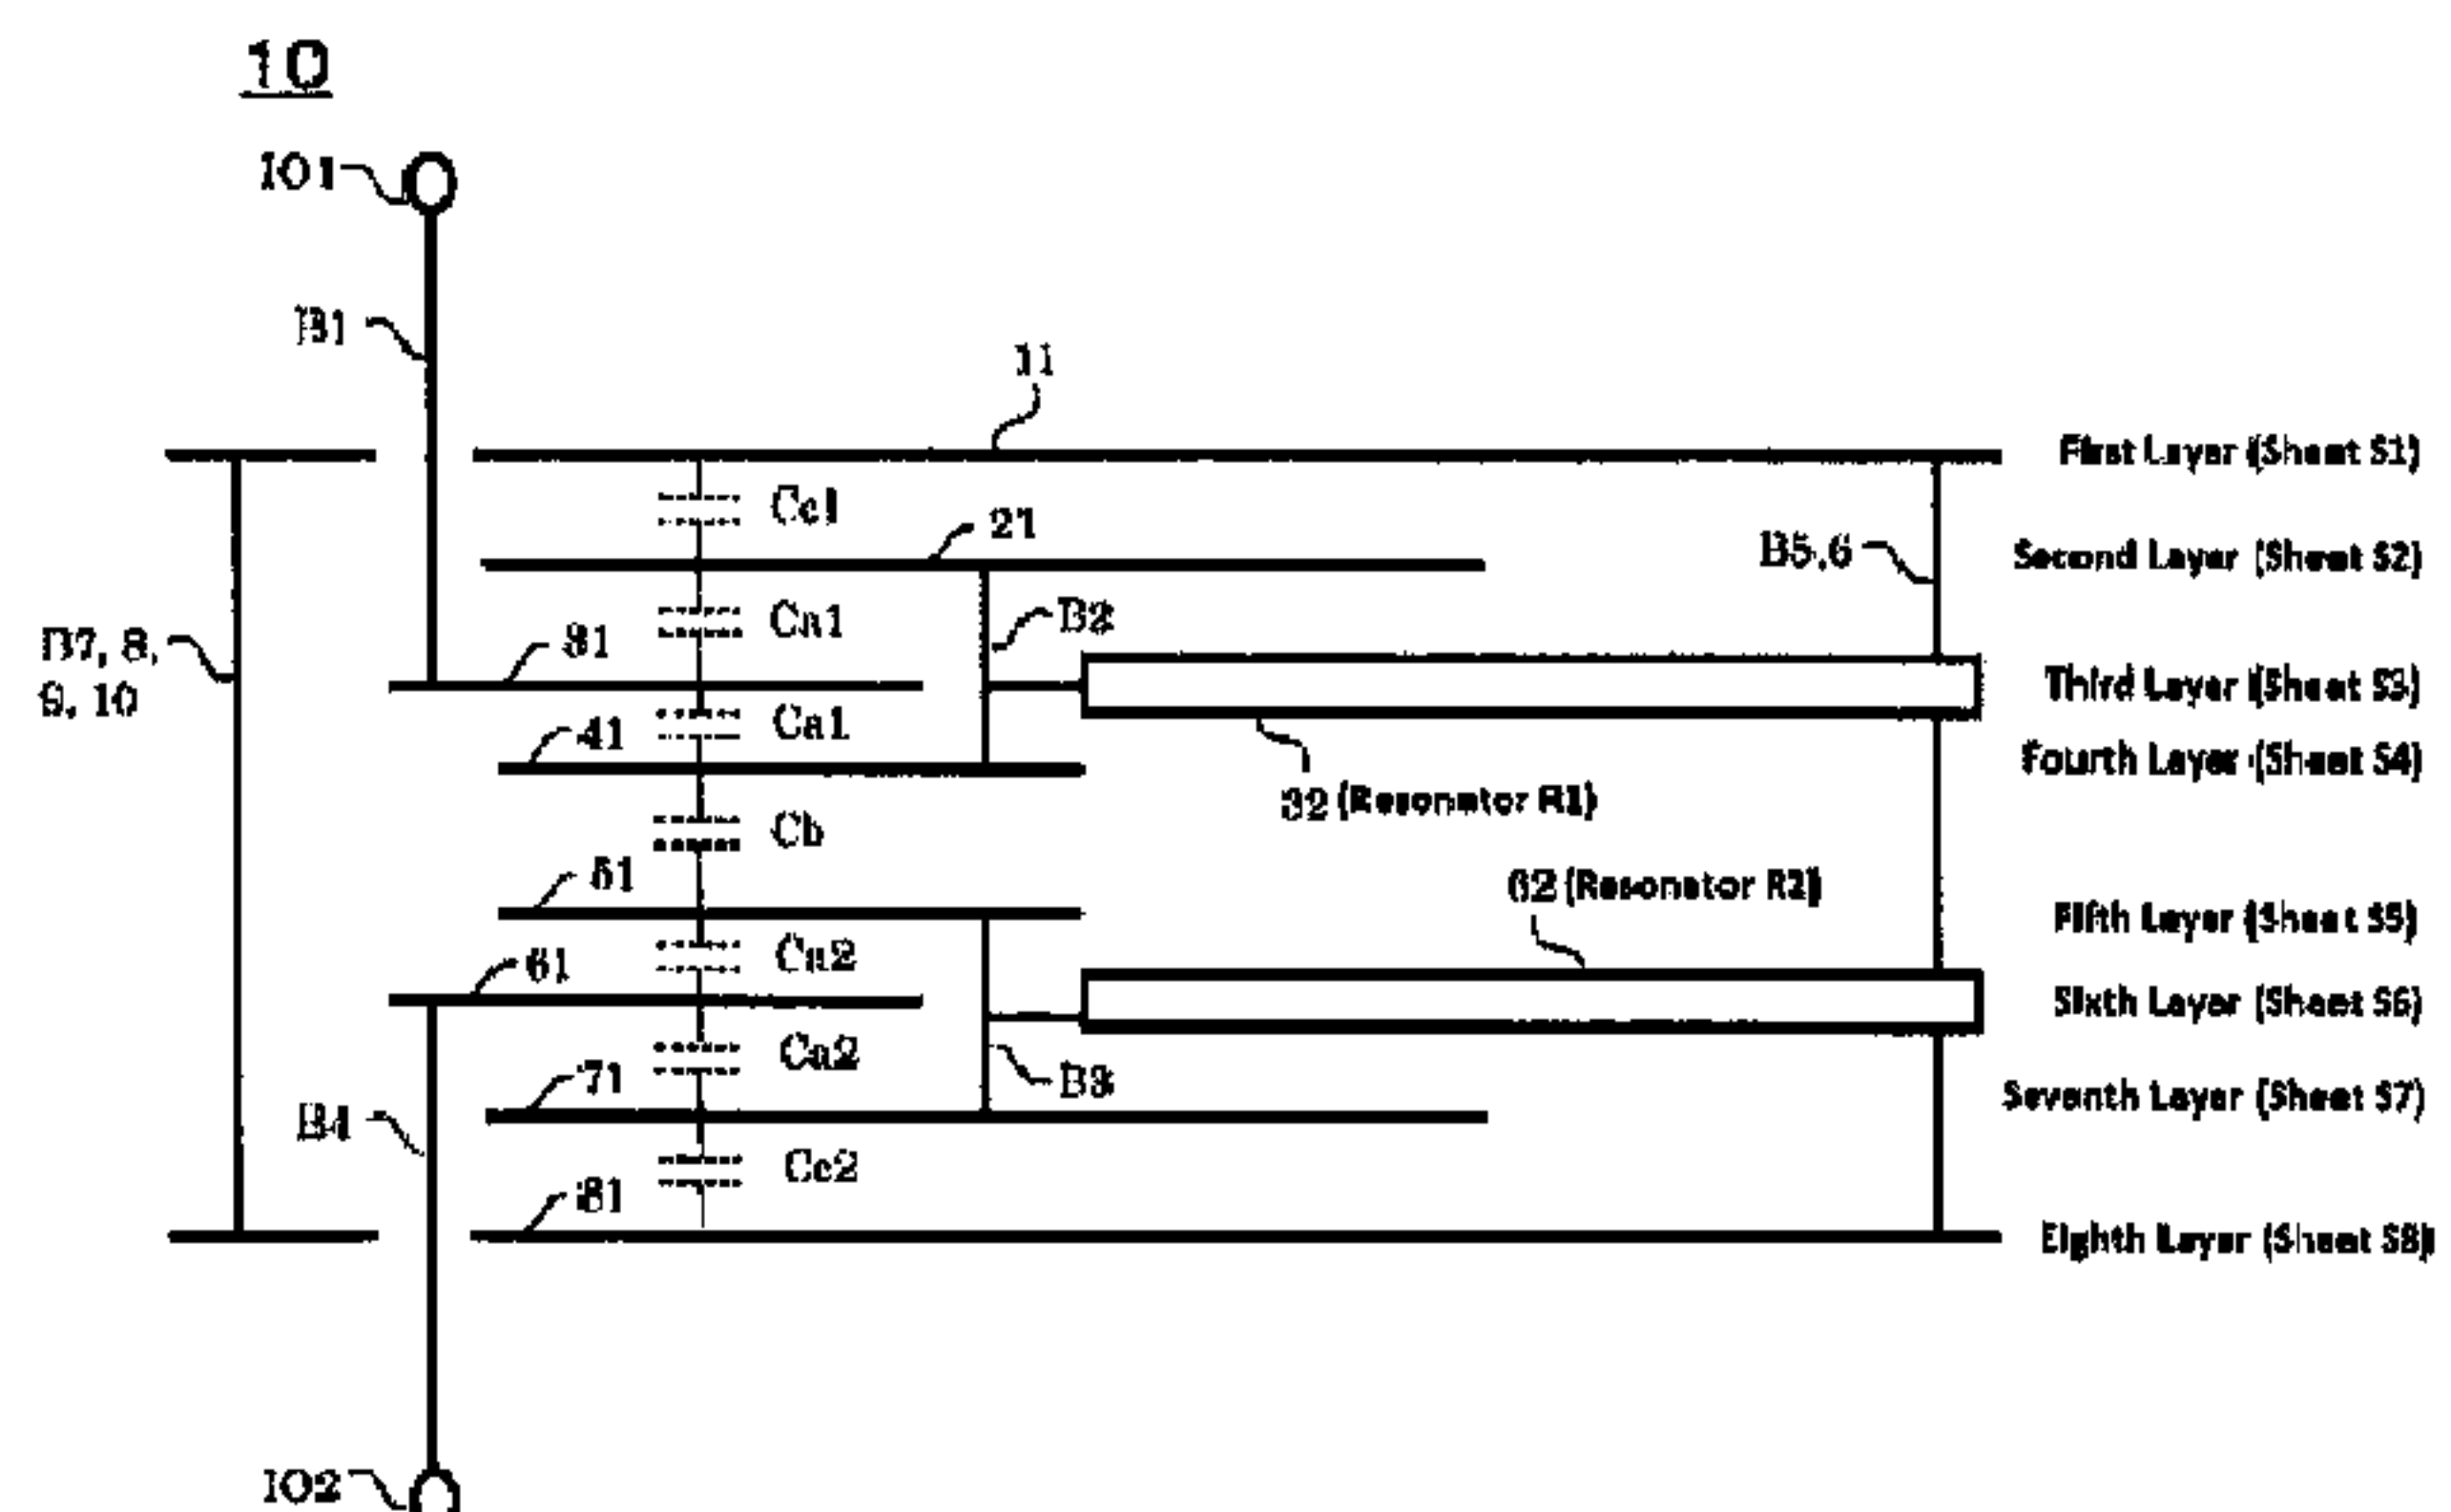 10
IO1
B1
11
First Layer (Sheet S1)
Cc1
21
B5,6
Second Layer (Sheet S2)
Ca1
B2
31
B7, 8,
9, 10
Third Layer (Sheet S3)
Ca1
41
Fourth Layer (Sheet S4)
32 (Resonator R1)
Cb
51
62 (Resonator R2)
Fifth Layer (Sheet S5)
Ca2
61
Sixth Layer (Sheet S6)
Ca2
71
B3
Seventh Layer (Sheet S7)
B4
Cc2
81
Eighth Layer (Sheet S8)
IO2